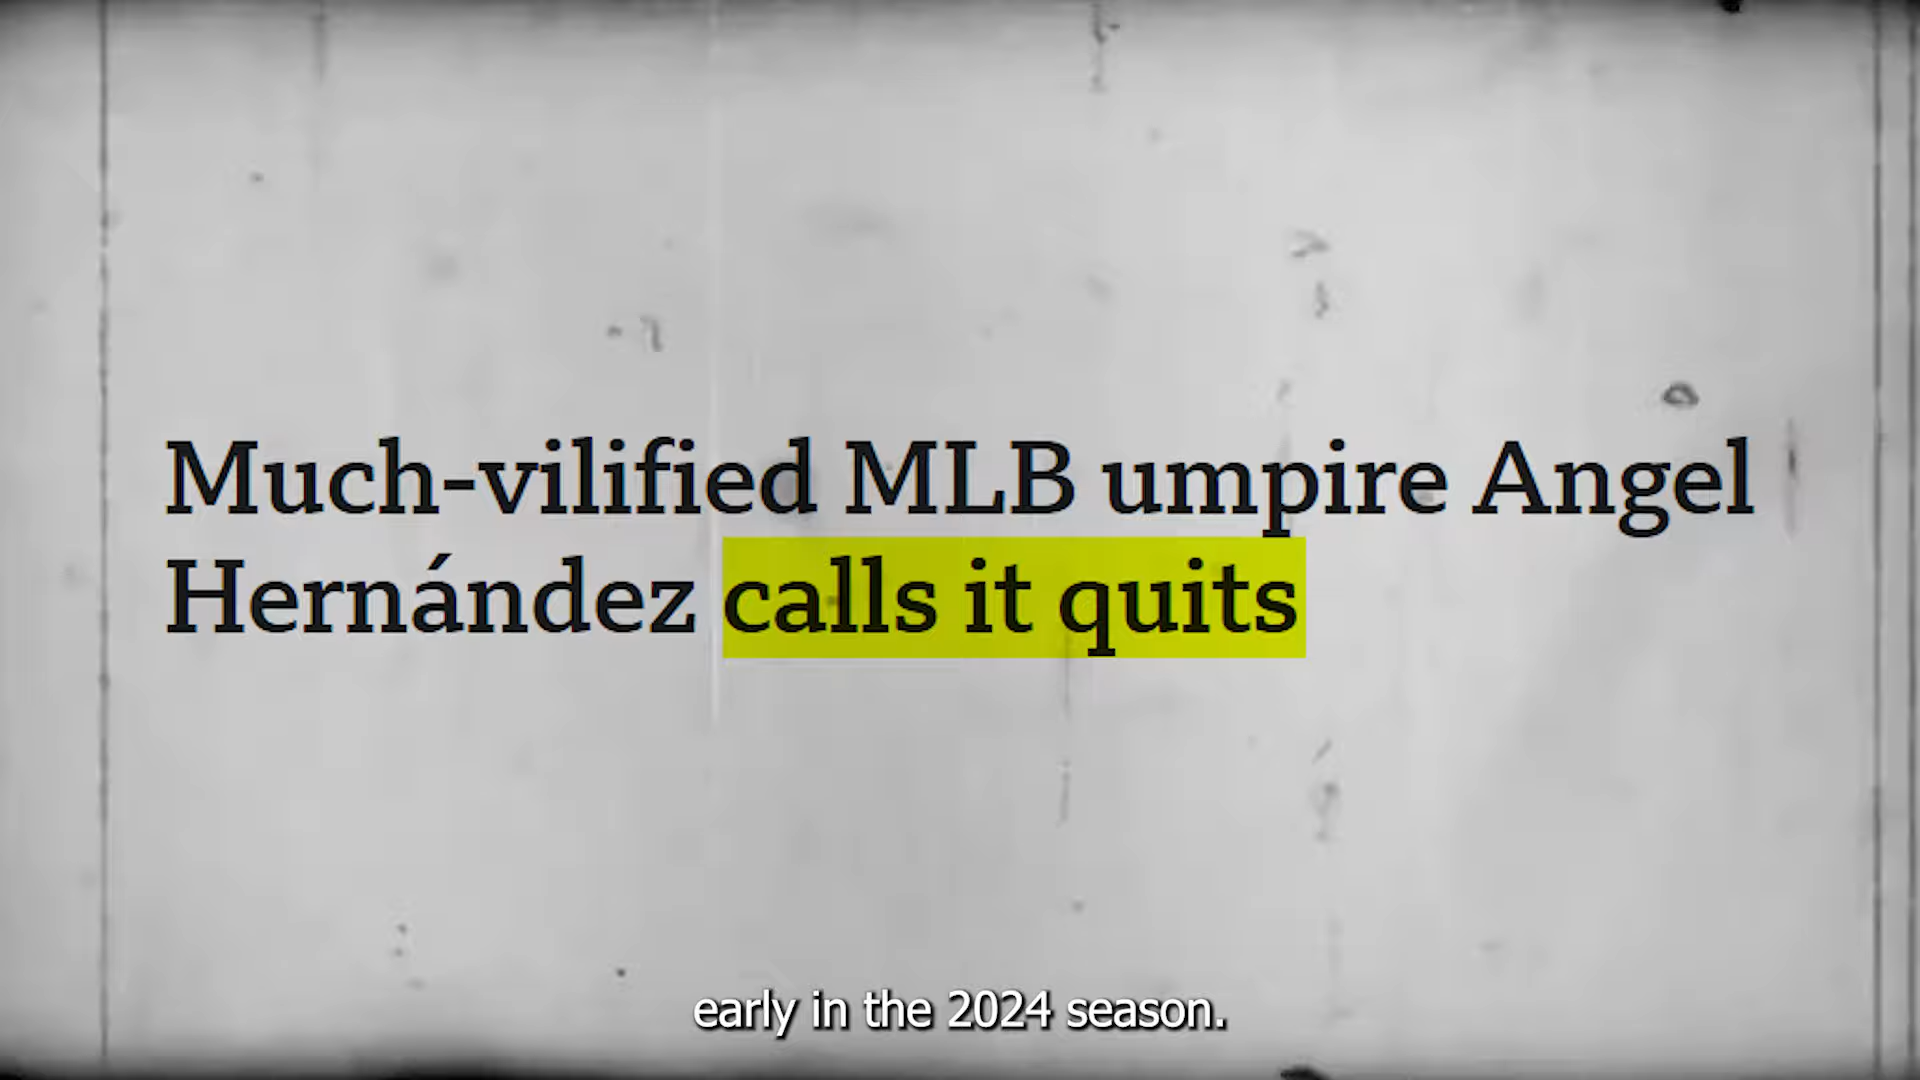 Much-vilified MLB umpire Angel
Hernández calls it quits
early in the 2024 season.